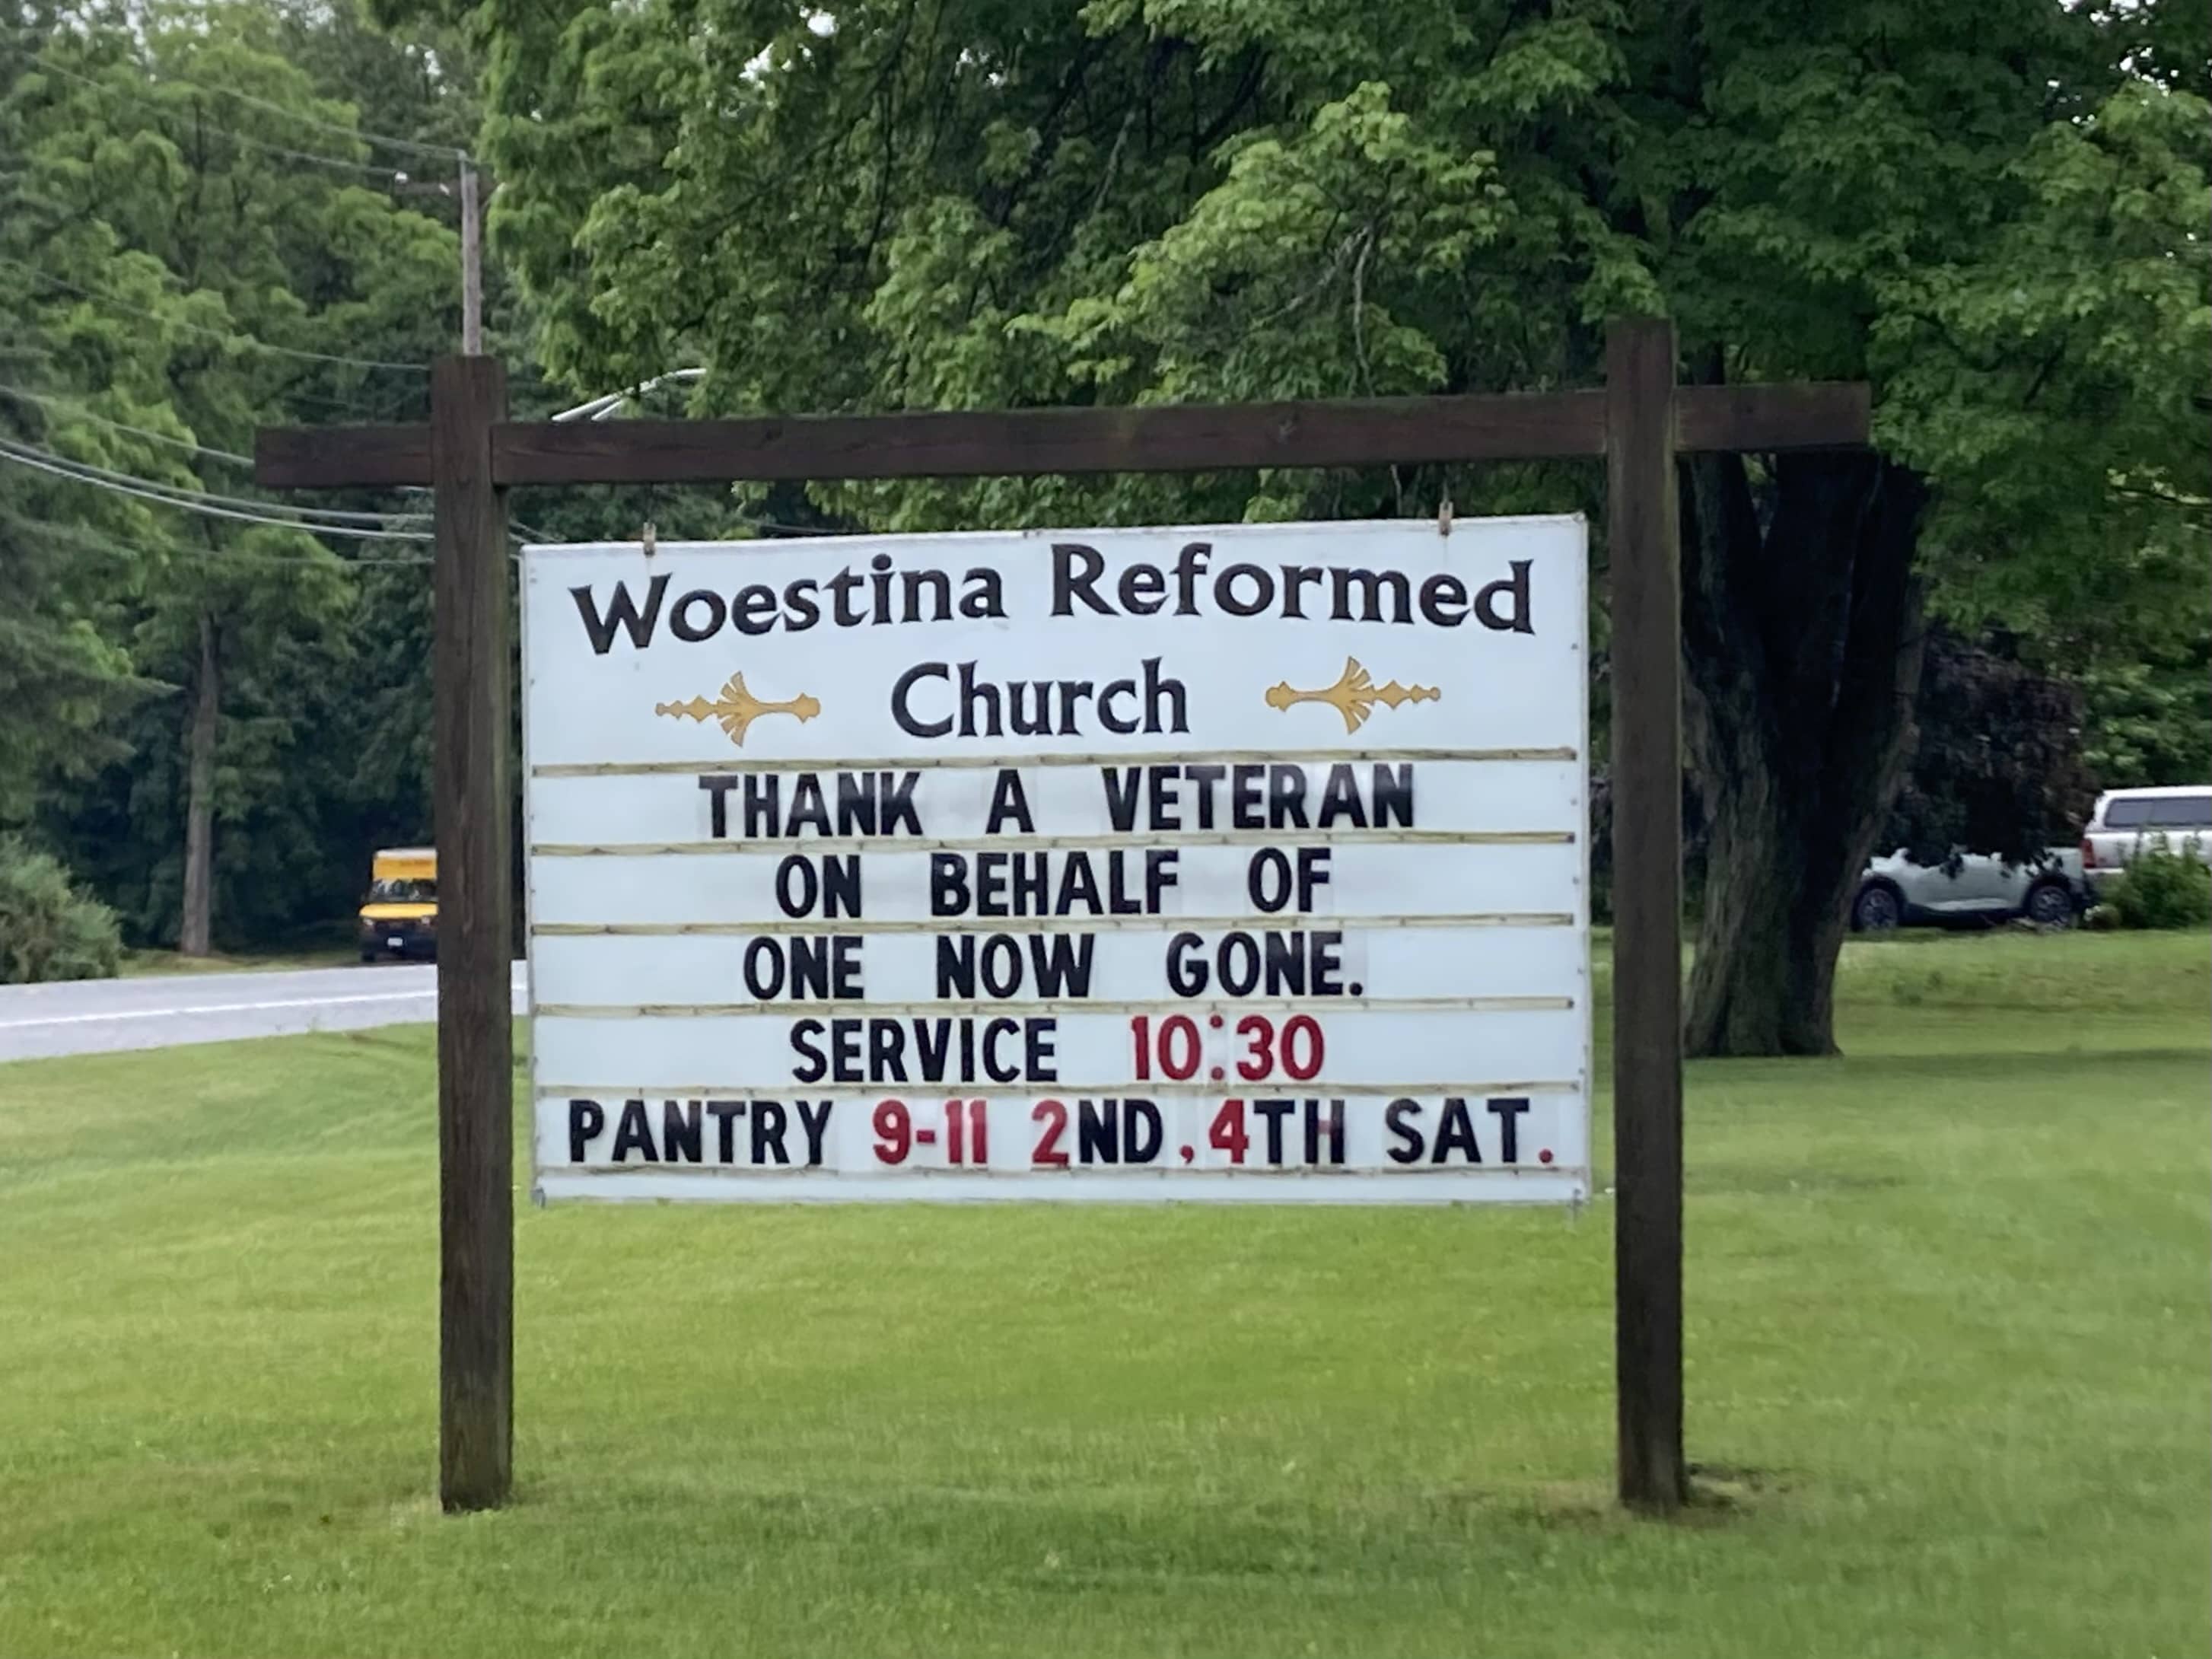 Woestina Reformed
Church
THANK A VETERAN
ON BEHALF OF
ONE NOW GONE.
SERVICE 10:30
PANTRY 9-11 2ND, 4TH SAT.